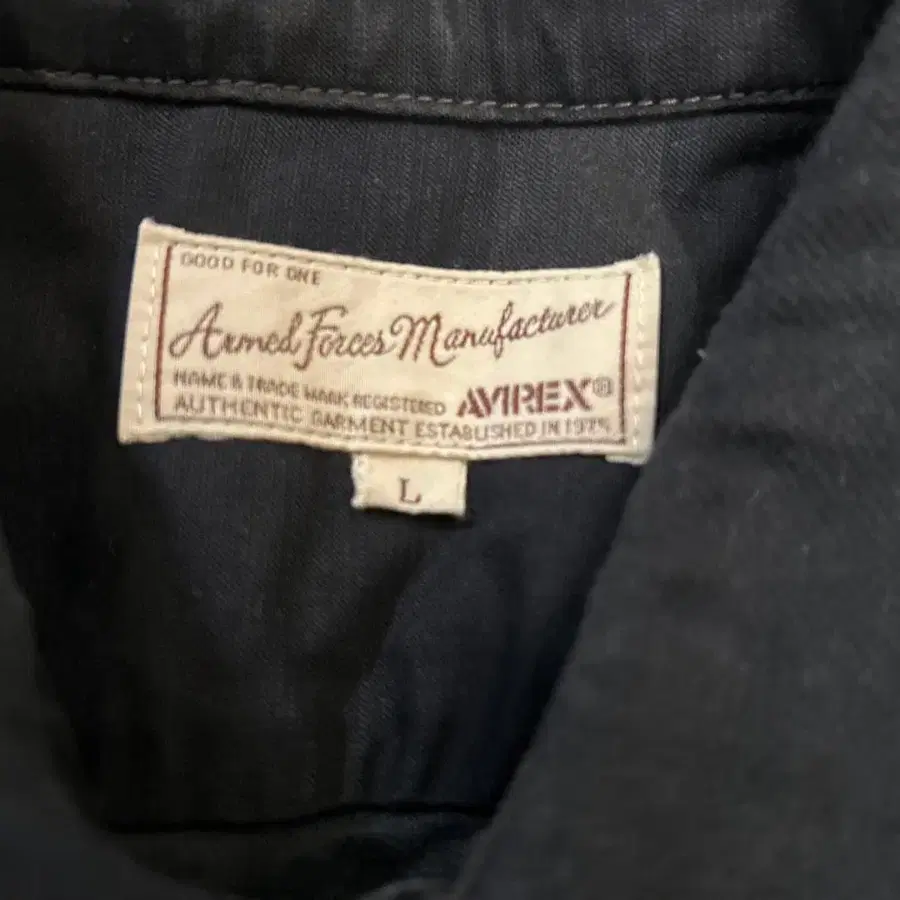 GOOD FOR ONE
Armed Forces Manufacturer
NAME & TRADE MARK REGISTERED AVIREX®
AUTHENTIC GARMENT ESTABLISHED IN 1975
L